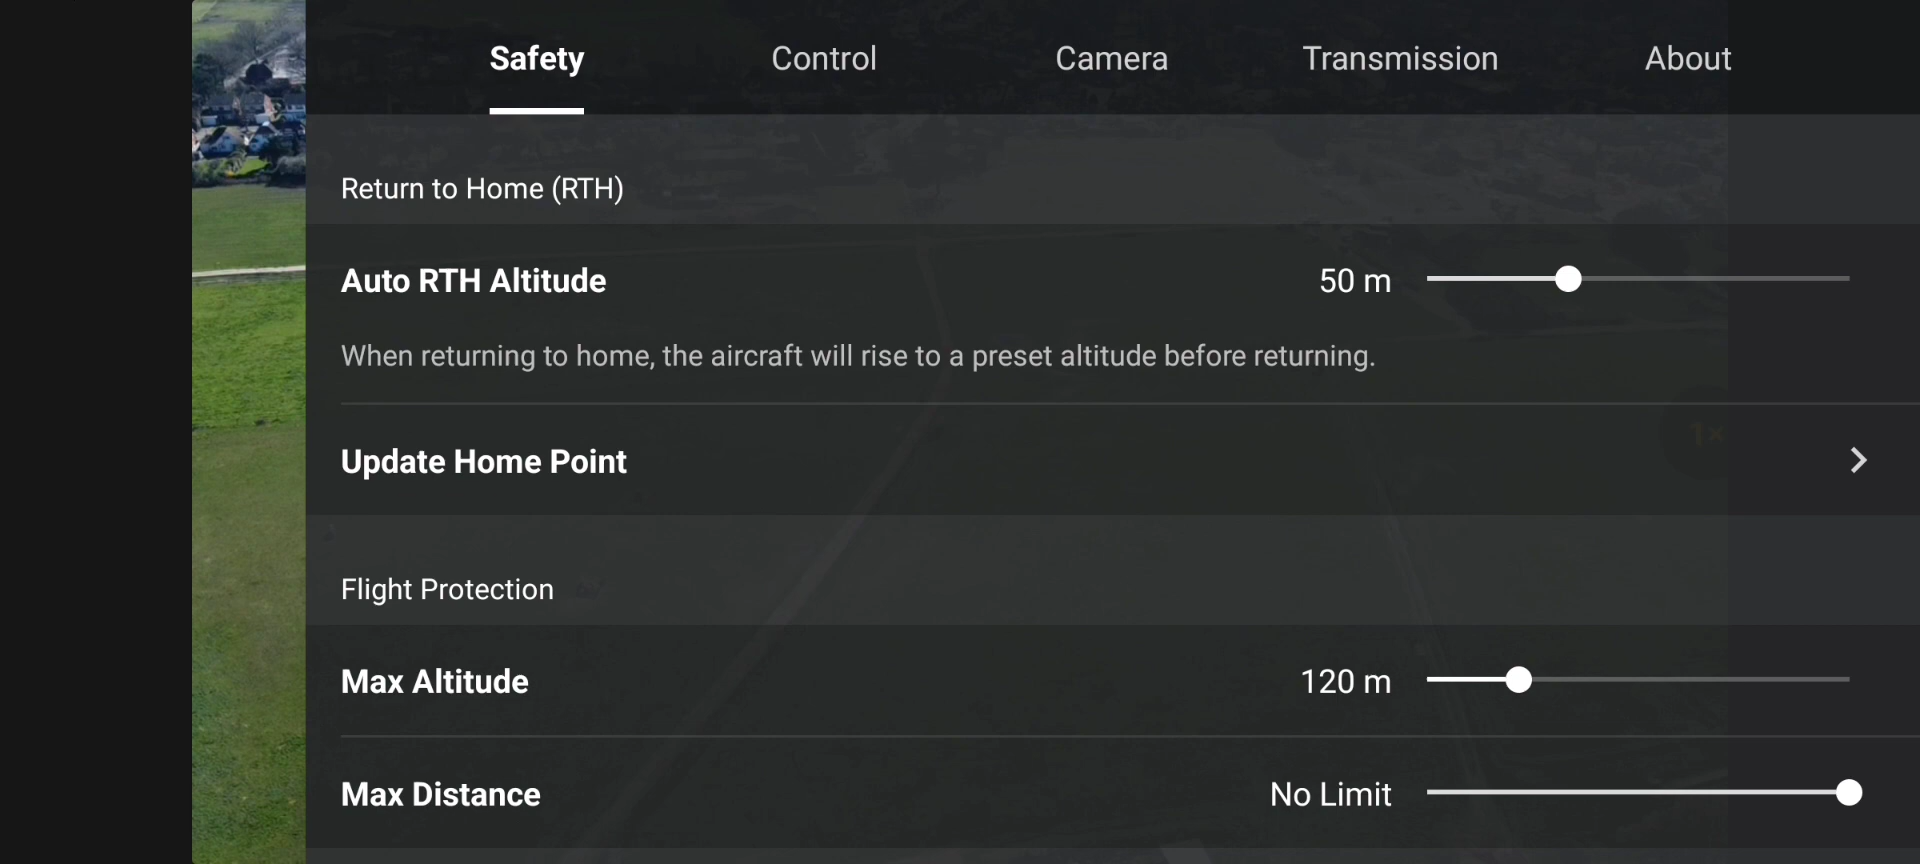 Safety Control Camera Transmission About
Return to Home (RTH)
Auto RTH Altitude 50 m
When returning to home, the aircraft will rise to a preset altitude before returning.
1×
Update Home Point
Flight Protection
Max Altitude 120 m
Max Distance No Limit